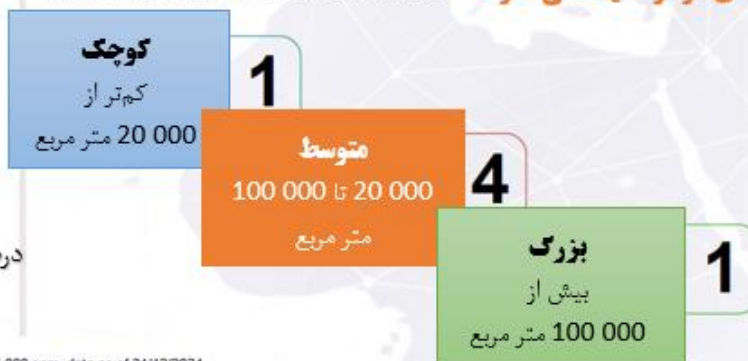 کوچک
کم‌تر از
20 000 متر مربع
1
متوسط
20 000 تا 100 000
متر مربع
4
بزرگ
بیش از
100 000 متر مربع
1